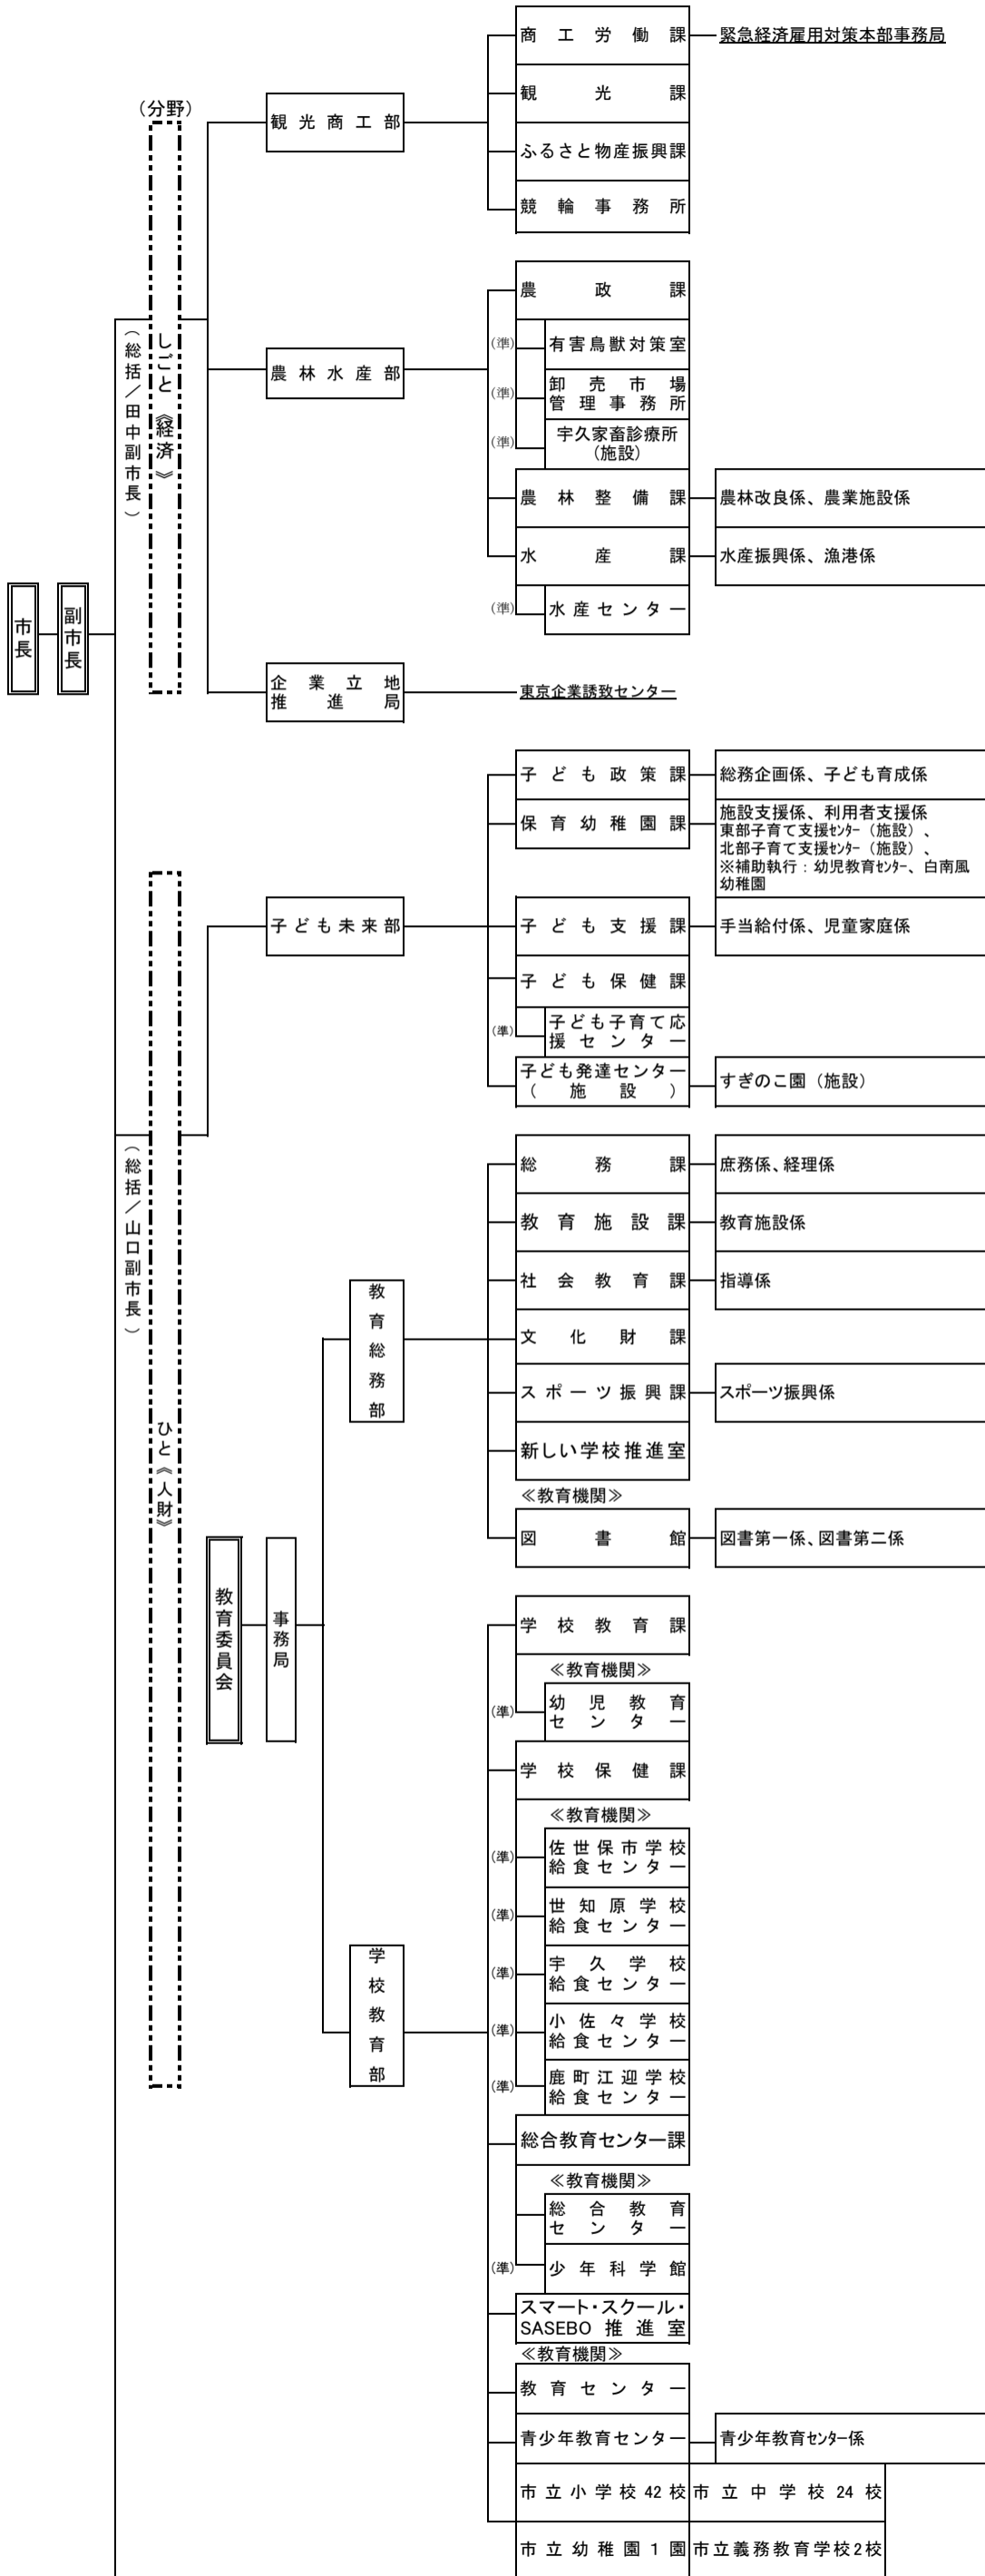 市長
副市長
（総括／田中副市長）
（分野）
しごと《経済》
観光商工部
商工労働課
緊急経済雇用対策本部事務局
観光課
ふるさと物産振興課
競輪事務所
農林水産部
農政課
(準)
有害鳥獣対策室
(準)
卸売市場
管理事務所
(準)
宇久家畜診療所
（施設）
農林整備課
農林改良係、農業施設係
水産課
水産振興係、漁港係
(準)
水産センター
企業立地
推進局
東京企業誘致センター
（総括／山口副市長）
ひと《人財》
子ども未来部
子ども政策課
総務企画係、子ども育成係
保育幼稚園課
施設支援係、利用者支援係
東部子育て支援ｾﾝﾀｰ（施設）、
北部子育て支援ｾﾝﾀｰ（施設）、
※補助執行：幼児教育ｾﾝﾀｰ、白南風
幼稚園
子ども支援課
手当給付係、児童家庭係
子ども保健課
(準)
子ども子育て応
援センター
子ども発達センター
（施設）
すぎのこ園（施設）
教育委員会
事務局
教育総務部
総務課
庶務係、経理係
教育施設課
教育施設係
社会教育課
指導係
文化財課
スポーツ振興課
スポーツ振興係
新しい学校推進室
≪教育機関≫
図書館
図書第一係、図書第二係
学校教育部
学校教育課
≪教育機関≫
(準)
幼児教育
センター
学校保健課
≪教育機関≫
(準)
佐世保市学校
給食センター
(準)
世知原学校
給食センター
(準)
宇久学校
給食センター
(準)
小佐々学校
給食センター
(準)
鹿町江迎学校
給食センター
総合教育センター課
≪教育機関≫
総合教育
センター
(準)
少年科学館
スマート・スクール・
SASEBO 推進室
≪教育機関≫
教育センター
青少年教育センター
青少年教育ｾﾝﾀｰ係
市立小学校 42 校
市立中学校 24 校
市立幼稚園 1 園
市立義務教育学校2校